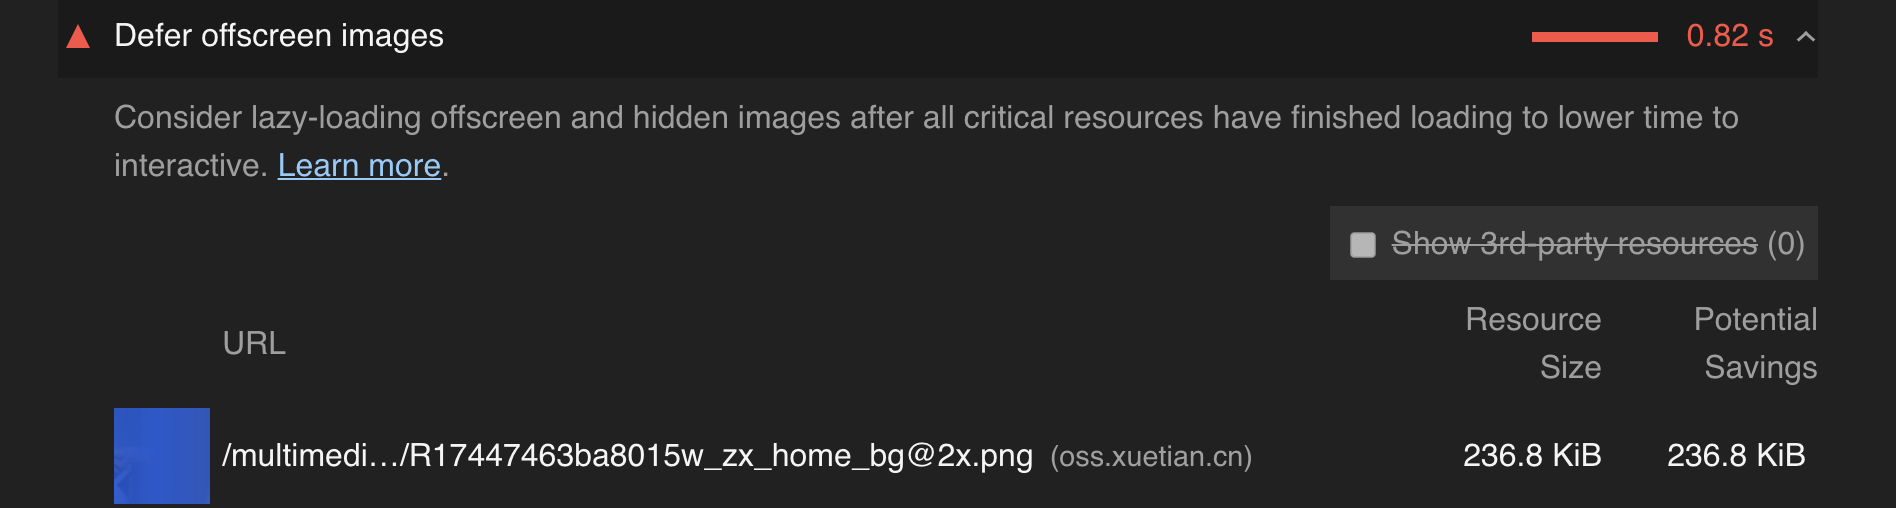 Defer offscreen images
0.82 s
Consider lazy-loading offscreen and hidden images after all critical resources have finished loading to lower time to
interactive. Learn more.
Show 3rd-party resources (0)
URL
Resource
Size
Potential
Savings
/multimedi…/R17447463ba8015w_zx_home_bg@2x.png (oss.xuetian.cn)
236.8 KiB
236.8 KiB